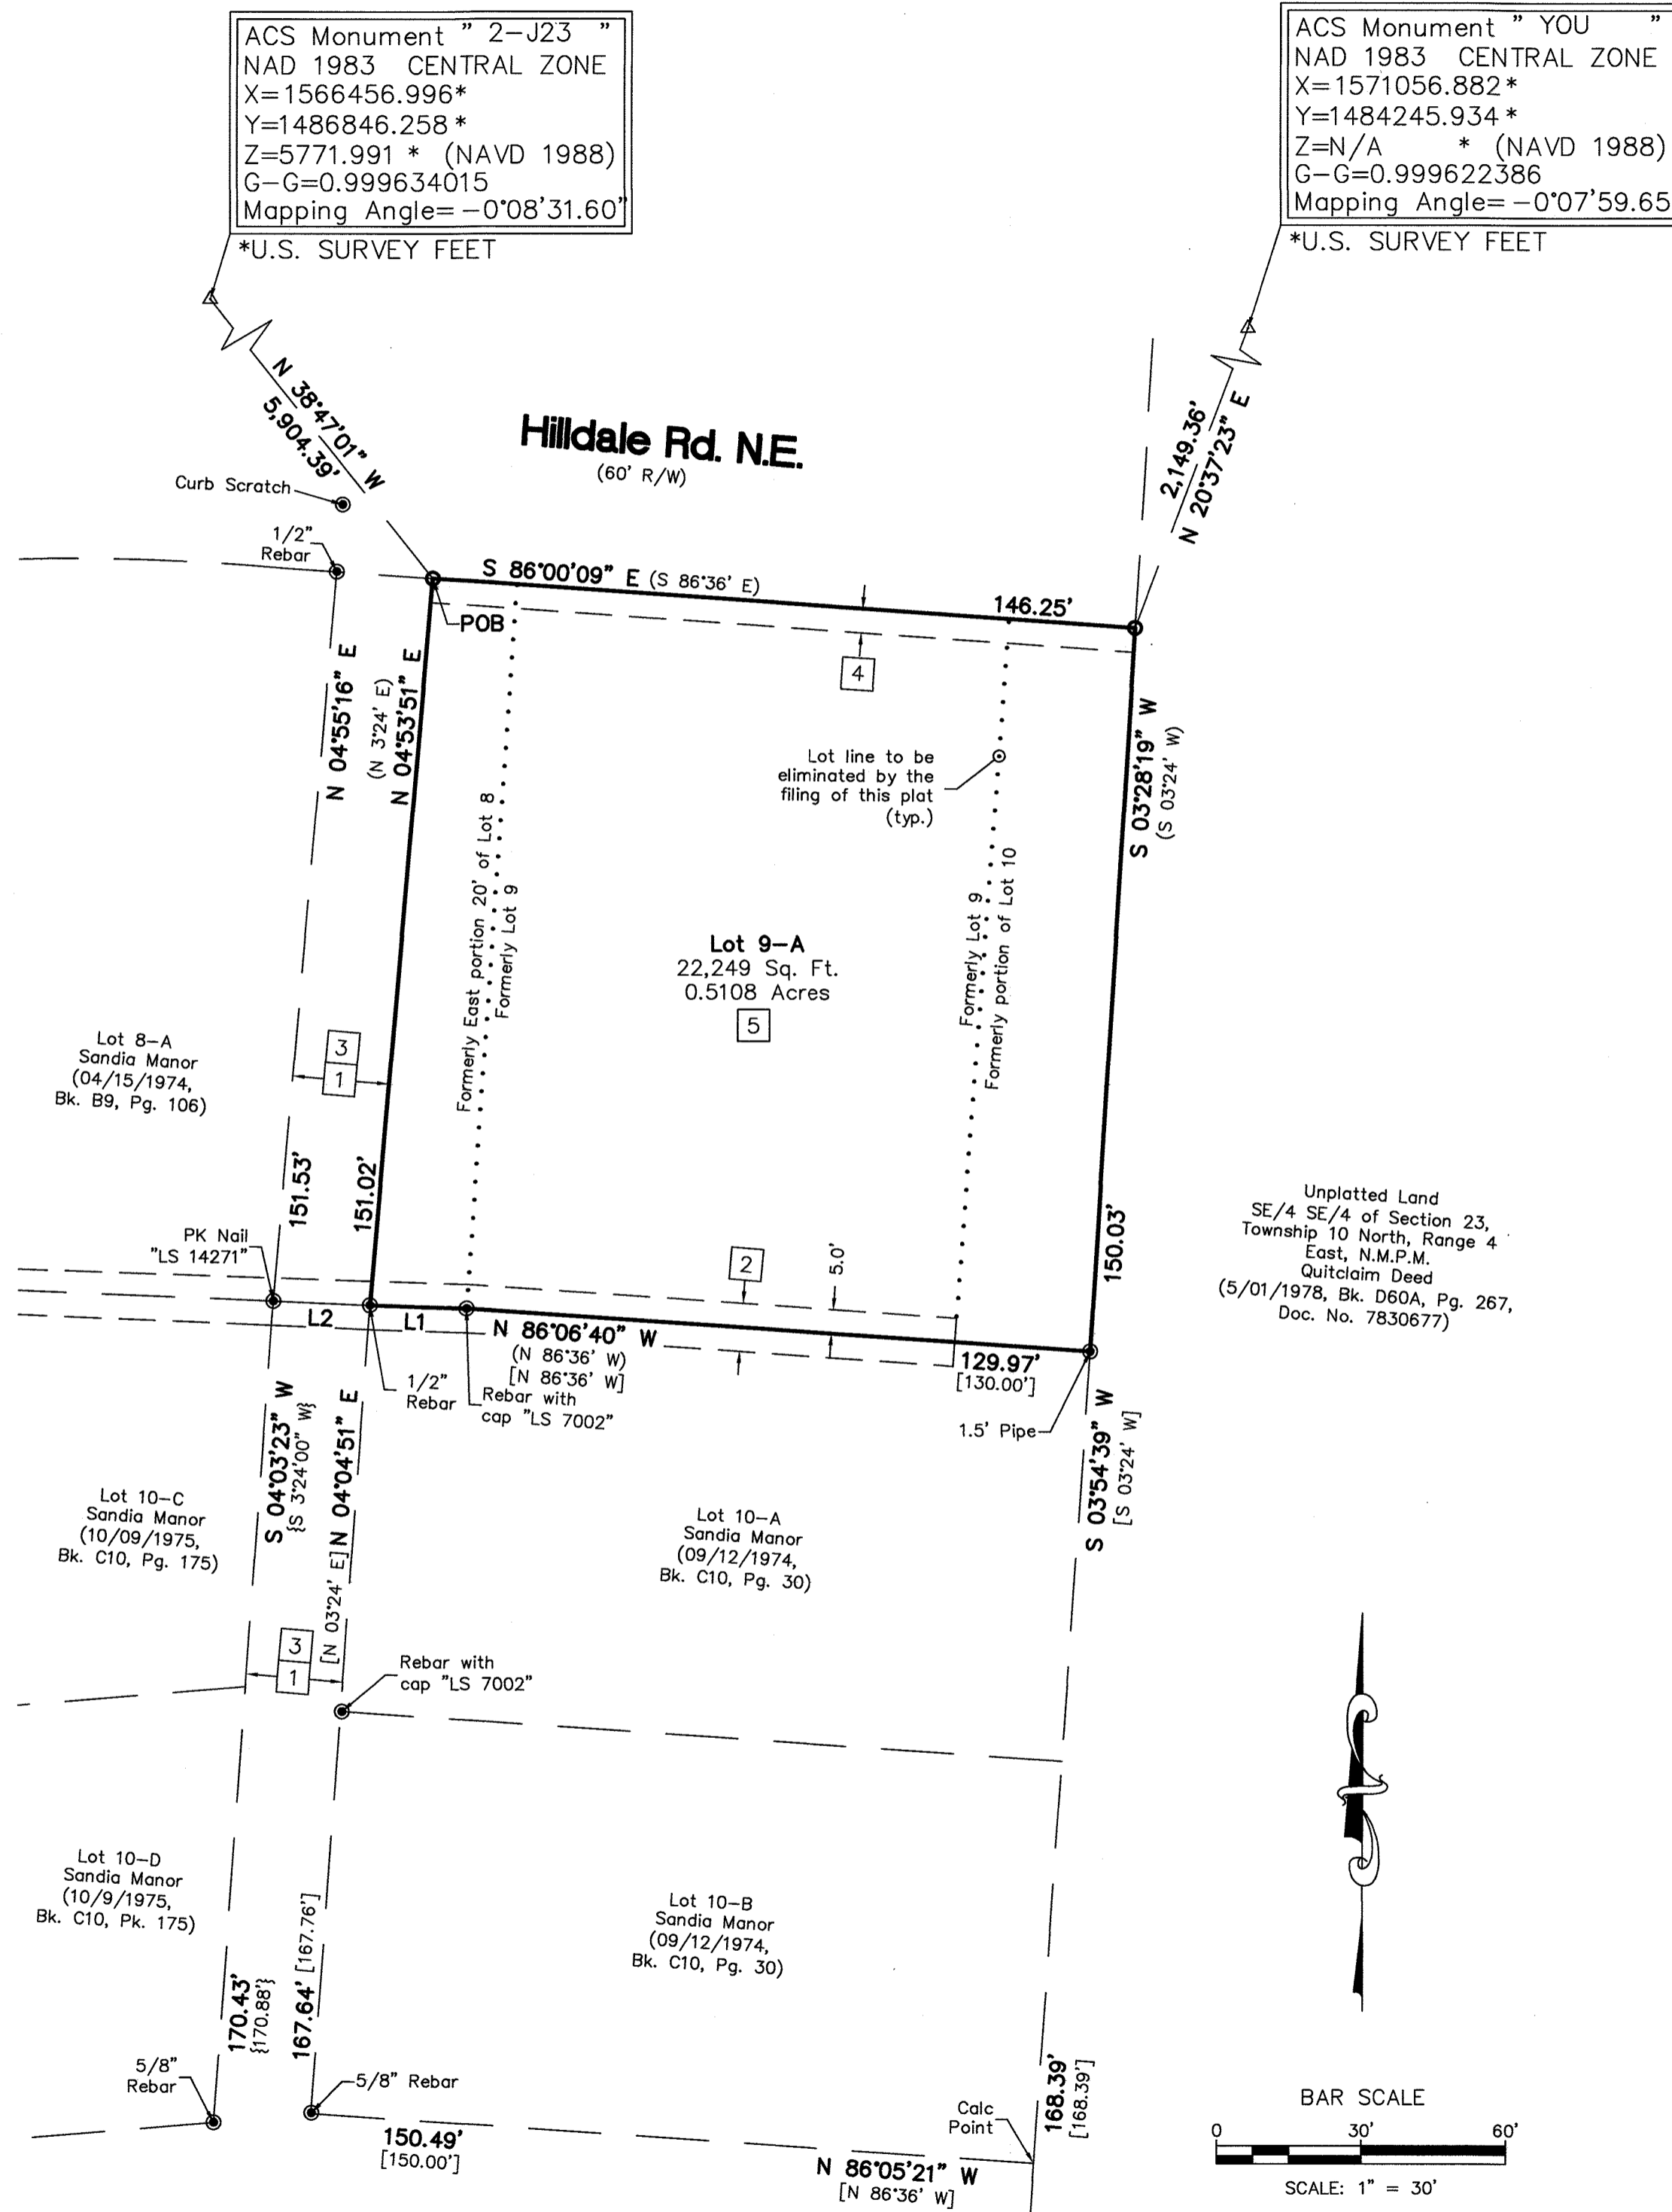 ACS Monument " 2-J23 "
NAD 1983 CENTRAL ZONE
X=1566456.996*
Y=1486846.258 *
Z=5771.991 * (NAVD 1988)
G-G=0.999634015
Mapping Angle= -0°08'31.60"
*U.S. SURVEY FEET
ACS Monument " YOU "
NAD 1983 CENTRAL ZONE
X=1571056.882*
Y=1484245.934 *
Z=N/A * (NAVD 1988)
G-G=0.999622386
Mapping Angle= -0°07'59.65
*U.S. SURVEY FEET
N 38°47'01" W
5,904.39'
Hilldale Rd. N.E.
(60' R/W)
2,149.36'
N 20°37'23" E
Curb Scratch
1/2"
Rebar
S 86°00'09" E (S 86°36' E)
146.25'
POB
4
N 04°55'16" E
(N 3°24' E)
N 04°53'51" E
Lot line to be
eliminated by the
filing of this plat
(typ.)
S 03°28'19" W
(S 03°24' W)
Formerly East portion 20' of Lot 8
Formerly Lot 9
Formerly Lot 9
Formerly portion of Lot 10
Lot 9-A
22,249 Sq. Ft.
0.5108 Acres
5
Lot 8-A
Sandia Manor
(04/15/1974,
Bk. B9, Pg. 106)
3
1
151.53'
151.02'
150.03'
PK Nail
"LS 14271"
2
5.0'
Unplatted Land
SE/4 SE/4 of Section 23,
Township 10 North, Range 4
East, N.M.P.M.
Quitclaim Deed
(5/01/1978, Bk. D60A, Pg. 267,
Doc. No. 7830677)
L2
L1
N 86°06'40" W
(N 86°36' W)
[N 86°36' W]
129.97'
[130.00']
1/2"
Rebar
Rebar with
cap "LS 7002"
1.5' Pipe
S 04°03'23" W
{S 3°24'00" W}
N 04°04'51" E
[N 03°24' E]
S 03°54'39" W
[S 03°24' W]
Lot 10-C
Sandia Manor
(10/09/1975,
Bk. C10, Pg. 175)
Lot 10-A
Sandia Manor
(09/12/1974,
Bk. C10, Pg. 30)
3
1
Rebar with
cap "LS 7002"
Lot 10-D
Sandia Manor
(10/9/1975,
Bk. C10, Pk. 175)
Lot 10-B
Sandia Manor
(09/12/1974,
Bk. C10, Pg. 30)
170.43'
{170.88'}
167.64' [167.76"]
168.39'
[168.39']
5/8"
Rebar
5/8" Rebar
Calc
Point
150.49'
[150.00']
N 86°05'21" W
[N 86°36' W]
BAR SCALE
0 30' 60'
SCALE: 1" = 30'